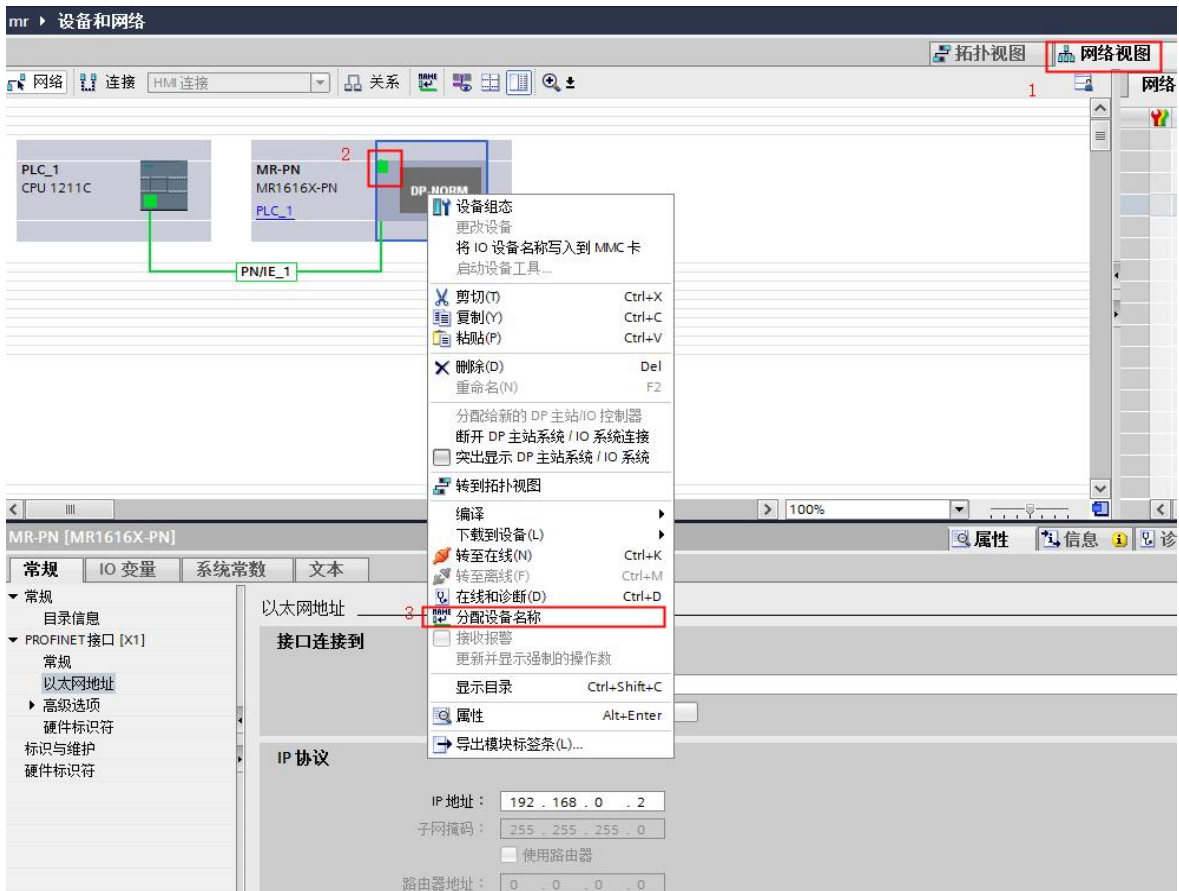 mr ▸ 设备和网络
拓扑视图 网络视图
网络 连接 HMI 连接 关系 网络
1
2
PLC_1
CPU 1211C
MR-PN
MR1616X-PN
PLC_1
DP-NORM
PN/IE_1
设备组态
更改设备
将 IO 设备名称写入到 MMC 卡
启动设备工具...
剪切(T) Ctrl+X
复制(Y) Ctrl+C
粘贴(P) Ctrl+V
删除(D) Del
重命名(N) F2
分配给新的 DP 主站/IO 控制器
断开 DP 主站系统 / IO 系统连接
突出显示 DP 主站系统 / IO 系统
转到拓扑视图
编译
下载到设备(L)
转至在线(N) Ctrl+K
转至离线(F) Ctrl+M
在线和诊断(D) Ctrl+D
3 分配设备名称
接收报警
更新并显示强制的操作数
显示目录 Ctrl+Shift+C
属性 Alt+Enter
导出模块标签条(L)...
100%
MR-PN [MR1616X-PN]
属性 信息 诊
常规 IO 变量 系统常数 文本
常规
目录信息
PROFINET接口 [X1]
常规
以太网地址
高级选项
硬件标识符
标识与维护
硬件标识符
以太网地址
接口连接到
IP 协议
IP 地址： 192 . 168 . 0 . 2
子网掩码： 255 . 255 . 255 . 0
使用路由器
路由器地址： 0 . 0 . 0 . 0